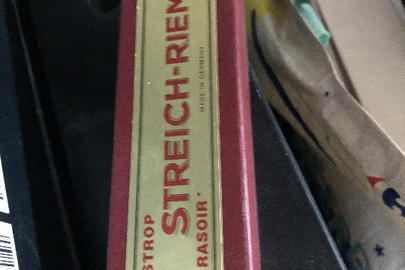 STREICH-RIEM
MADE IN GERMANY
STROP
RASOIR'